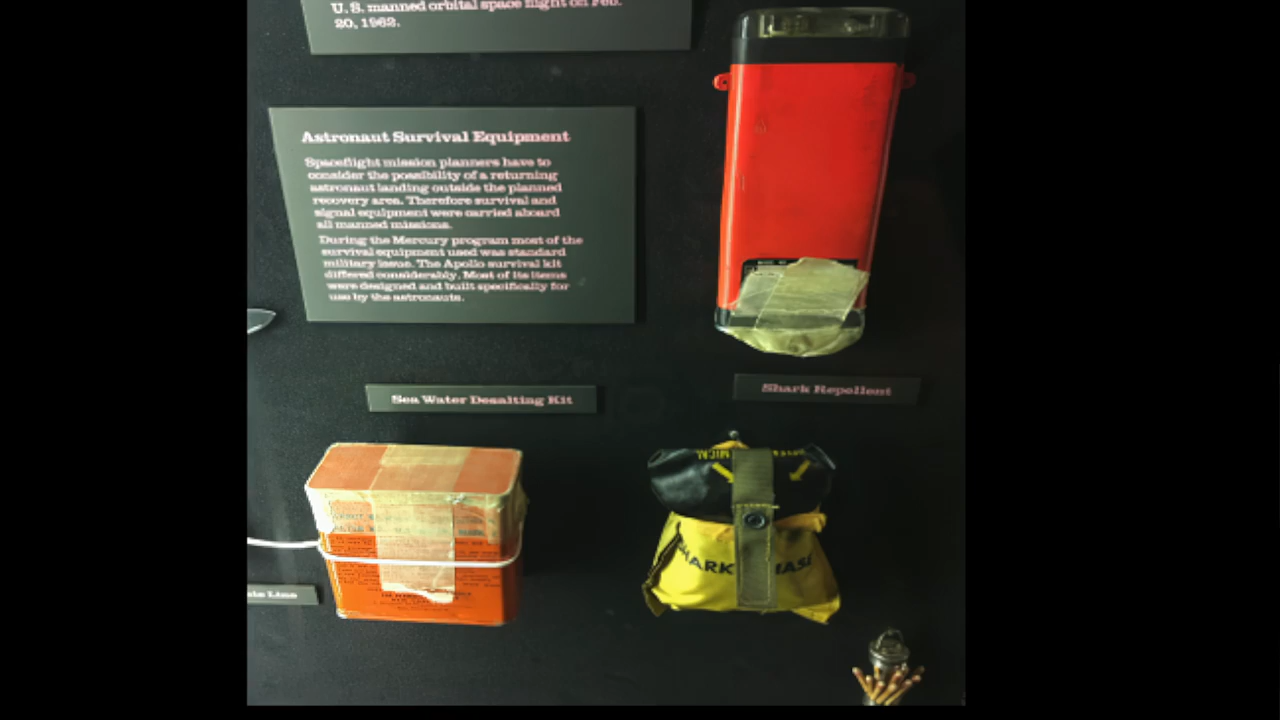 U.S. manned orbital space flight on Feb.
20, 1962.
Astronaut Survival Equipment
Spaceflight mission planners have to
consider the possibility of a returning
astronaut landing outside the planned
recovery area. Therefore survival and
signal equipment were carried aboard
all manned missions.
During the Mercury program most of the
survival equipment used was standard
military issue. The Apollo survival kit
differed considerably. Most of its items
were designed and built specifically for
use by the astronauts.
Sea Water Desalting Kit
Shark Repellent
SHARK CHASE
Line